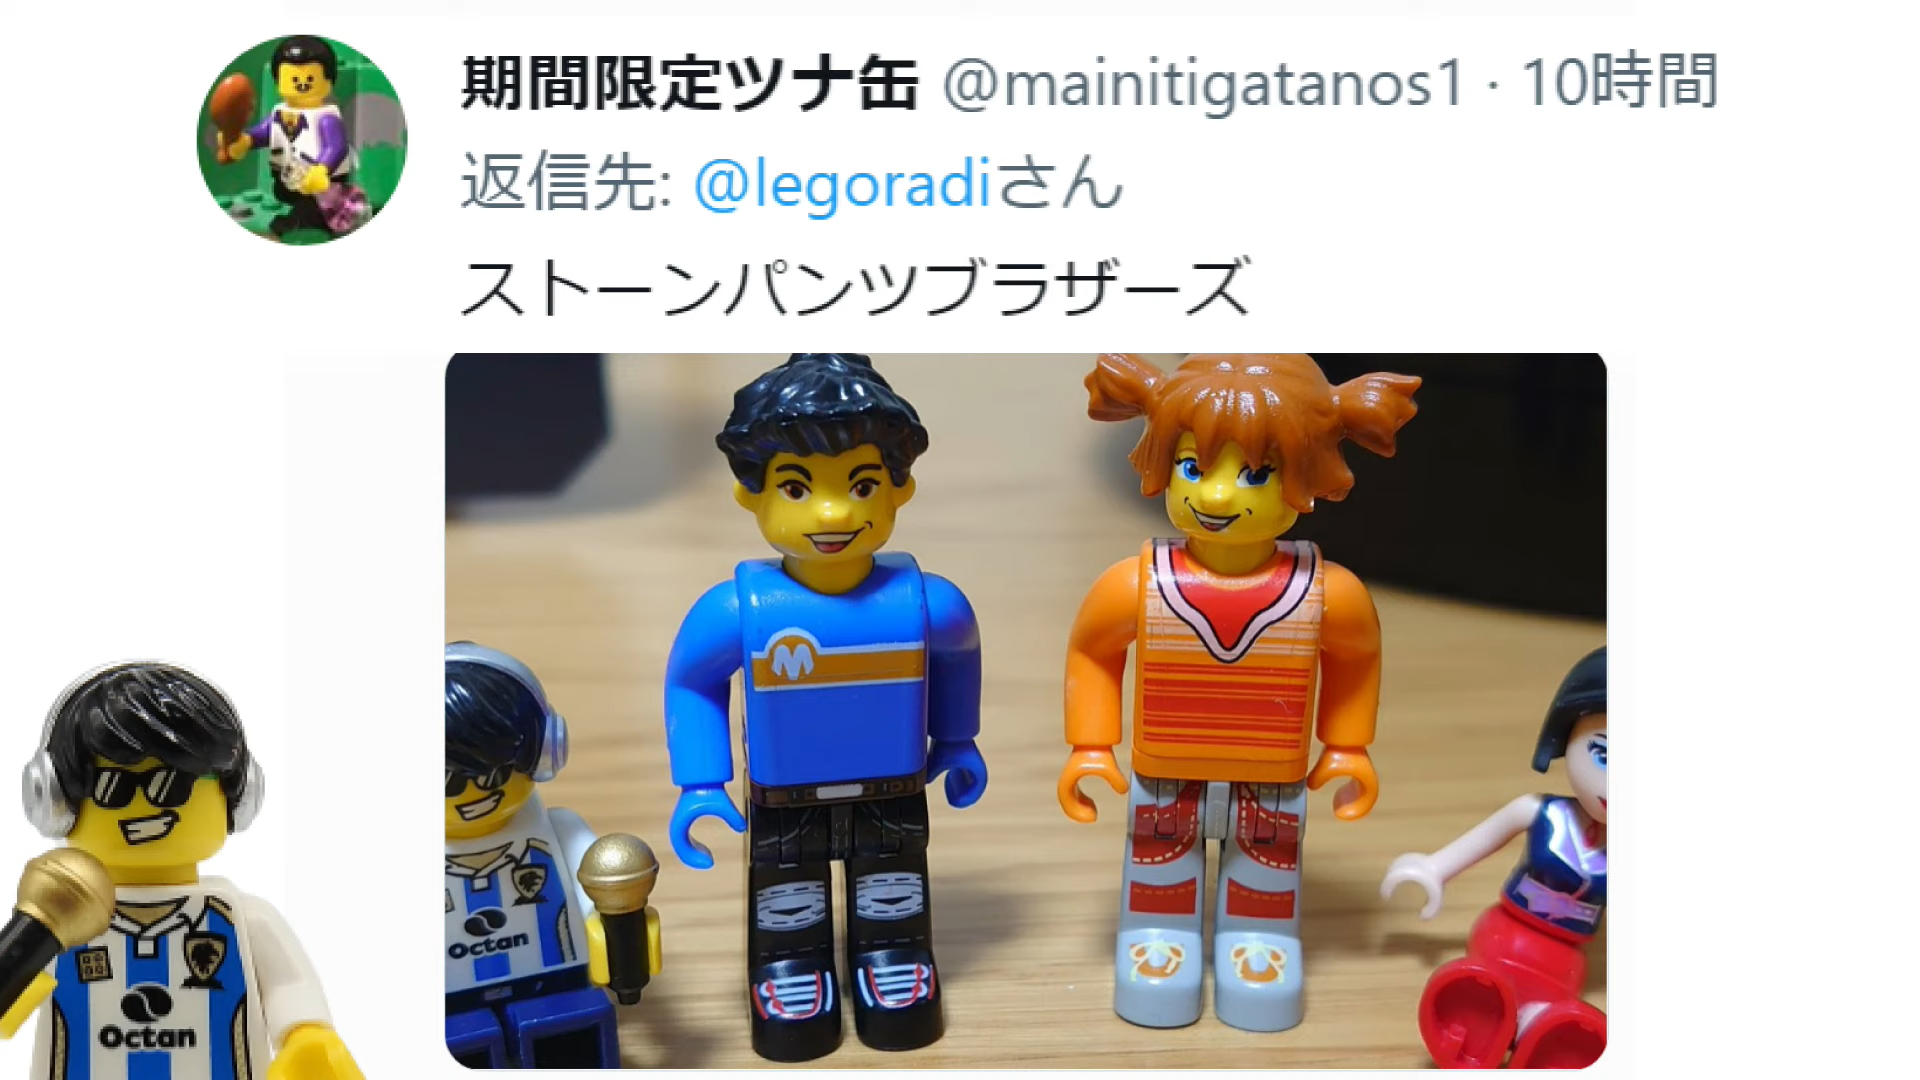 期間限定ツナ缶 @mainitigatanos1 · 10時間
返信先: @legoradiさん
ストーンパンツブラザーズ
M
Octan
Octan